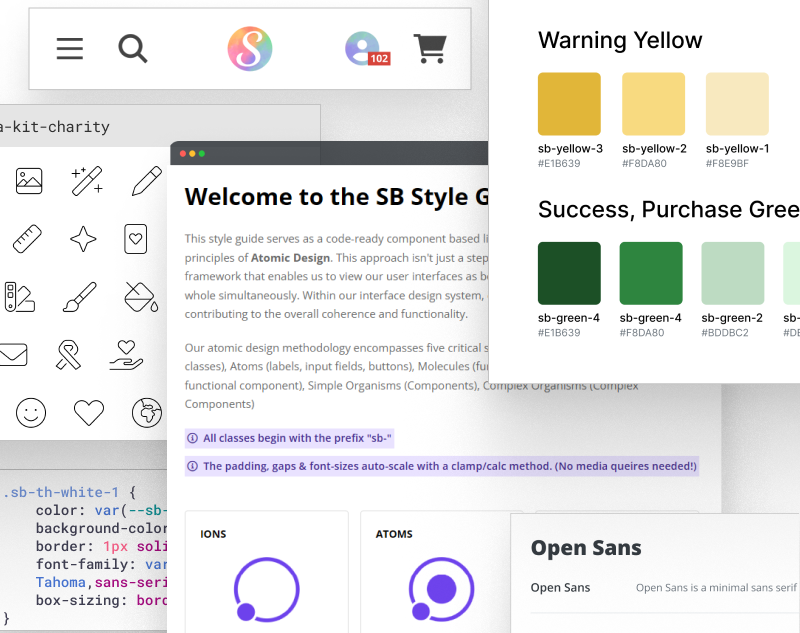 S
102
a-kit-charity
Warning Yellow
sb-yellow-3 sb-yellow-2 sb-yellow-1
#E1B639 #F8DA80 #F8E9BF
Success, Purchase Gree
sb-green-4 sb-green-4 sb-green-2 sb-
#E1B639 #F8DA80 #BDDBC2 #DE
Welcome to the SB Style G
This style guide serves as a code-ready component based li
principles of Atomic Design. This approach isn't just a step
framework that enables us to view our user interfaces as bo
whole simultaneously. Within our interface design system,
contributing to the overall coherence and functionality.
Our atomic design methodology encompasses five critical s
classes), Atoms (labels, input fields, buttons), Molecules (fun
functional component), Simple Organisms (Components), Complex Organisms (Complex
Components)
All classes begin with the prefix "sb-"
The padding, gaps & font-sizes auto-scale with a clamp/calc method. (No media queires needed!)
IONS
ATOMS
.sb-th-white-1 {
color: var(--sb-
background-color
border: 1px soli
font-family: var
Tahoma,sans-seri
box-sizing: bord
}
Open Sans
Open Sans Open Sans is a minimal sans serif